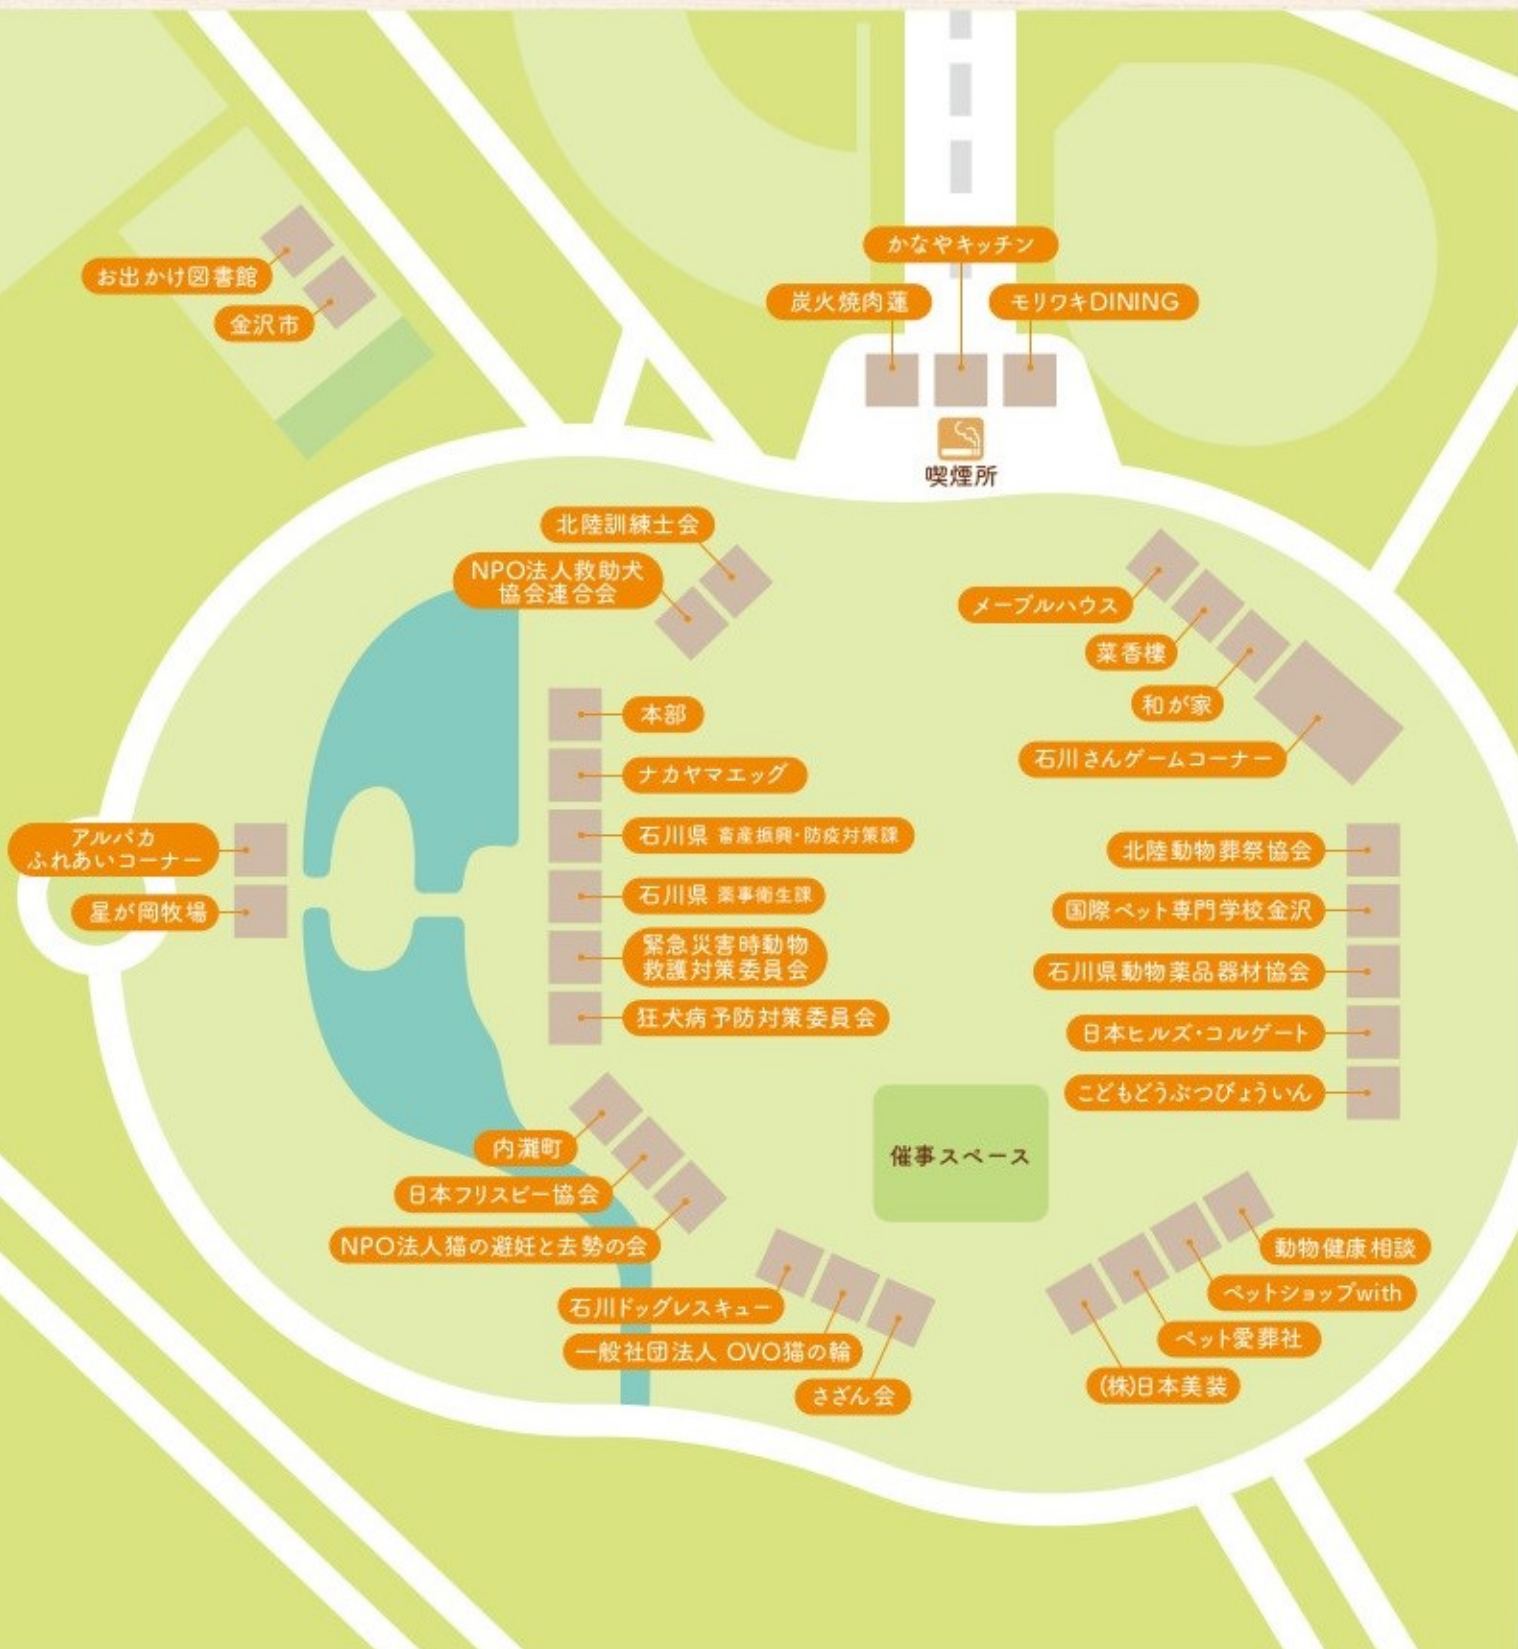 かなやキッチン
お出かけ図書館
金沢市
炭火焼肉蓮
モリワキDINING
喫煙所
北陸訓練士会
NPO法人救助犬
協会連合会
メープルハウス
菜香樓
和が家
石川さんゲームコーナー
本部
ナカヤマエッグ
石川県 畜産振興・防疫対策課
石川県 薬事衛生課
緊急災害時動物
救護対策委員会
狂犬病予防対策委員会
アルパカ
ふれあいコーナー
星が岡牧場
北陸動物葬祭協会
国際ペット専門学校金沢
石川県動物薬品器材協会
日本ヒルズ・コルゲート
こどもどうぶつびょういん
催事スペース
内灘町
日本フリスビー協会
NPO法人猫の避妊と去勢の会
石川ドッグレスキュー
一般社団法人 OVO猫の輪
さざん会
動物健康相談
ペットショップwith
ペット愛葬社
(株)日本美装